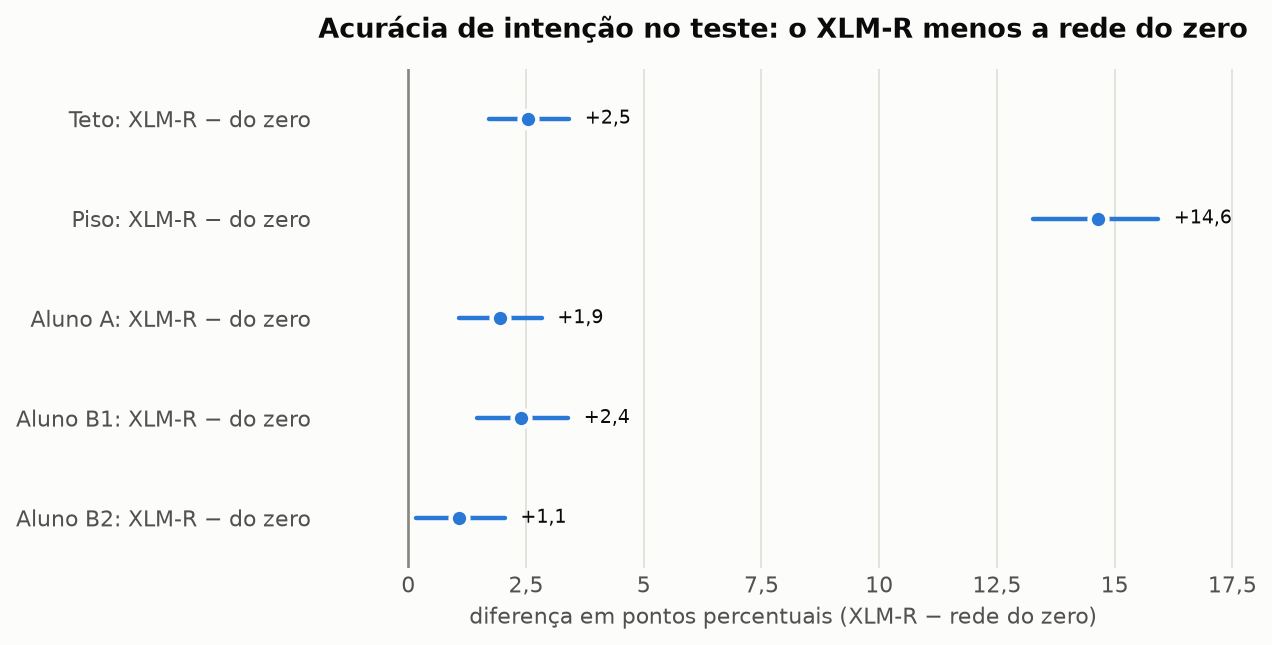 Acurácia de intenção no teste: o XLM-R menos a rede do zero
Teto: XLM-R − do zero
+2,5
Piso: XLM-R − do zero
+14,6
Aluno A: XLM-R − do zero
+1,9
Aluno B1: XLM-R − do zero
+2,4
Aluno B2: XLM-R − do zero
+1,1
0 2,5 5 7,5 10 12,5 15 17,5
diferença em pontos percentuais (XLM-R − rede do zero)